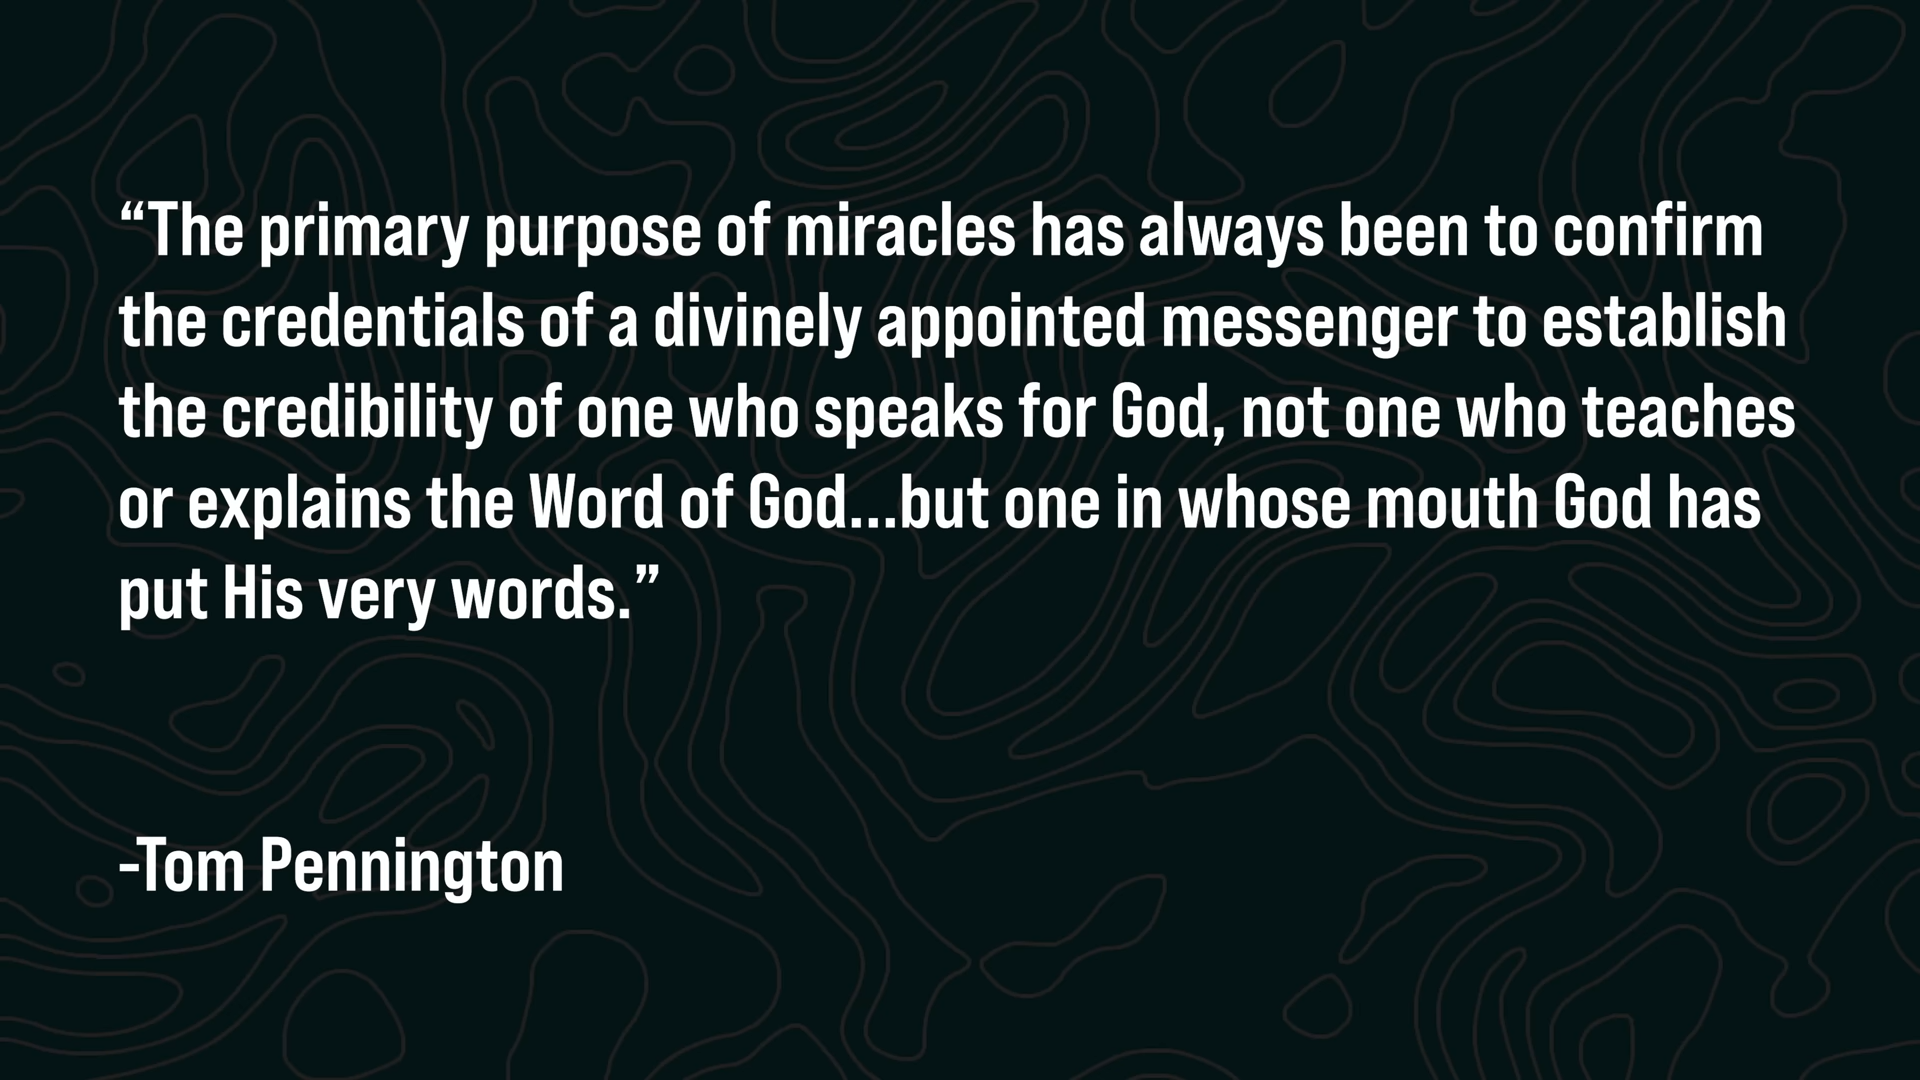 “The primary purpose of miracles has always been to confirm
the credentials of a divinely appointed messenger to establish
the credibility of one who speaks for God, not one who teaches
or explains the Word of God...but one in whose mouth God has
put His very words.”
-Tom Pennington